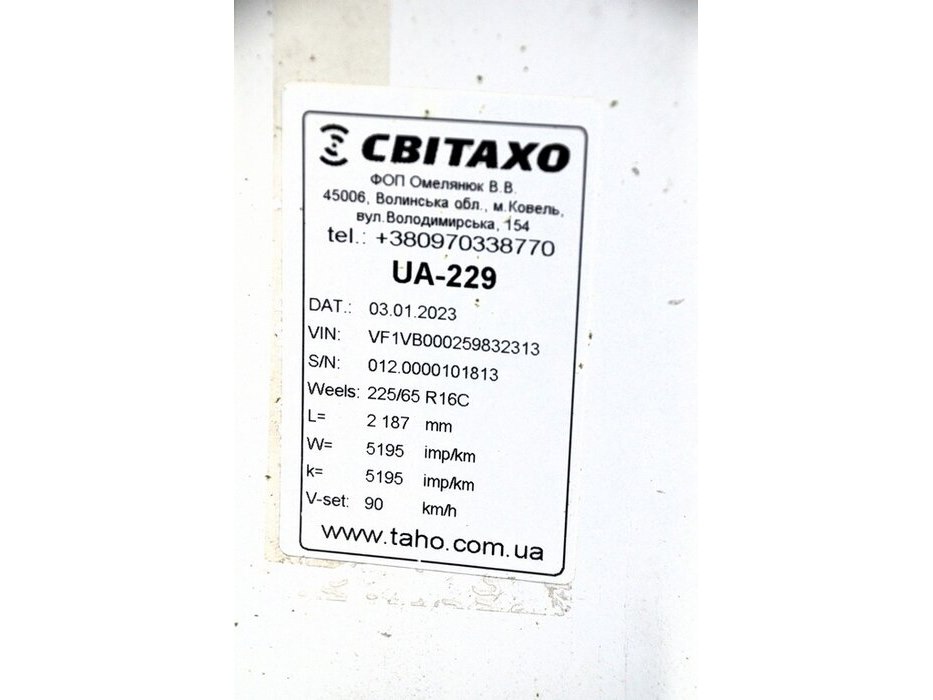 СВІТАХО
ФОП Омелянюк В.В.
45006, Волинська обл., м.Ковель,
вул.Володимирська, 154
tel.: +380970338770
UA-229
DAT.: 03.01.2023
VIN: VF1VB000259832313
S/N: 012.0000101813
Weels: 225/65 R16C
L= 2 187 mm
W= 5195 imp/km
k= 5195 imp/km
V-set: 90 km/h
www.taho.com.ua